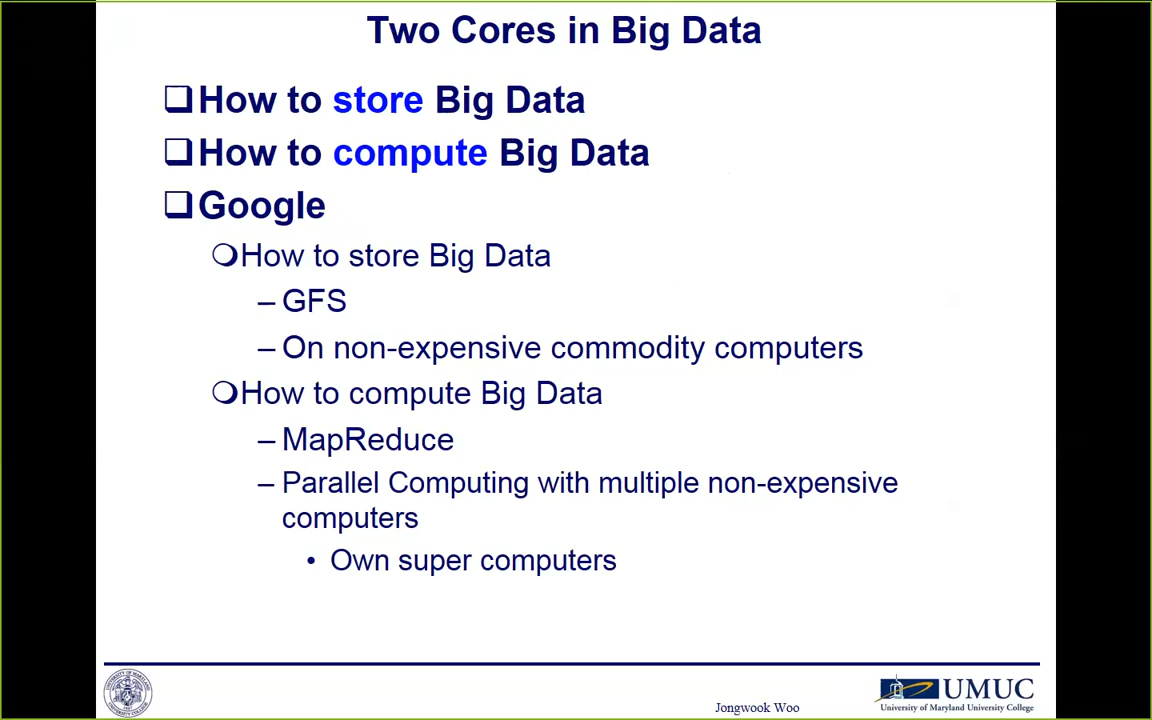 Two Cores in Big Data
How to store Big Data
How to compute Big Data
Google
How to store Big Data
– GFS
– On non-expensive commodity computers
How to compute Big Data
– MapReduce
– Parallel Computing with multiple non-expensive
computers
• Own super computers
Jongwook Woo
UMUC
University of Maryland University College